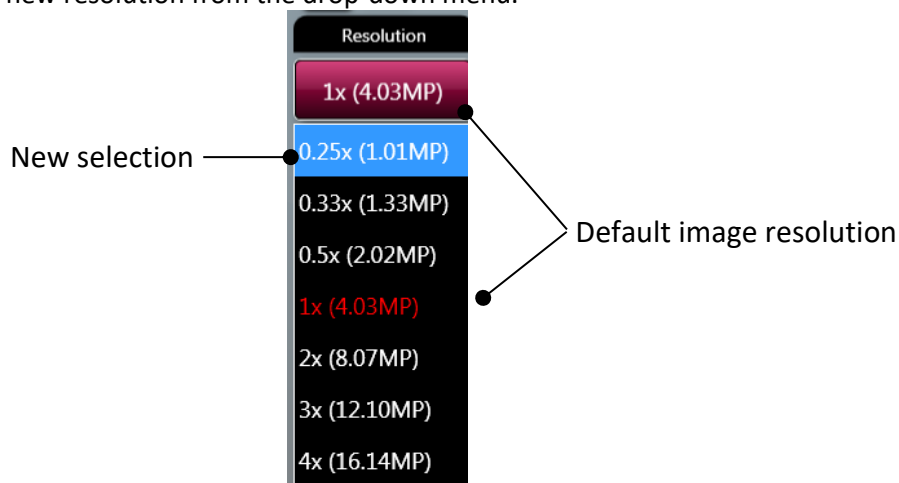 new resolution from the drop-down menu.
Resolution
1x (4.03MP)
New selection
0.25x (1.01MP)
0.33x (1.33MP)
Default image resolution
0.5x (2.02MP)
1x (4.03MP)
2x (8.07MP)
3x (12.10MP)
4x (16.14MP)